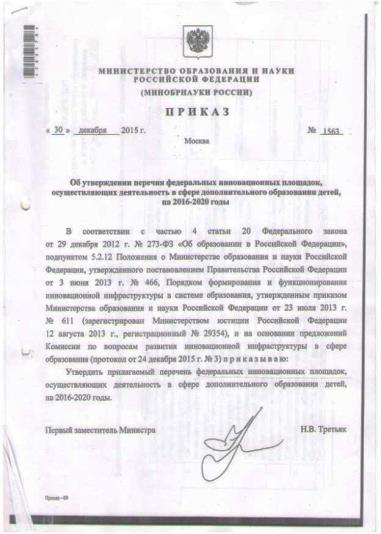 МИНИСТЕРСТВО ОБРАЗОВАНИЯ И НАУКИ
РОССИЙСКОЙ ФЕДЕРАЦИИ
(МИНОБРНАУКИ РОССИИ)
ПРИКАЗ
« 30 » декабря 2015 г.
№ 1563
Москва
Об утверждении перечня федеральных инновационных площадок,
осуществляющих деятельность в сфере дополнительного образования детей,
на 2016-2020 годы
В соответствии с частью 4 статьи 20 Федерального закона
от 29 декабря 2012 г. № 273-ФЗ «Об образовании в Российской Федерации»,
подпунктом 5.2.12 Положения о Министерстве образования и науки Российской
Федерации, утвержденного постановлением Правительства Российской Федерации
от 3 июня 2013 г. № 466, Порядком формирования и функционирования
инновационной инфраструктуры в системе образования, утвержденным приказом
Министерства образования и науки Российской Федерации от 23 июля 2013 г.
№ 611 (зарегистрирован Министерством юстиции Российской Федерации
12 августа 2013 г., регистрационный № 29354), и на основании предложений
Комиссии по вопросам развития инновационной инфраструктуры в сфере
образования (протокол от 24 декабря 2015 г. № 3) приказываю:
Утвердить прилагаемый перечень федеральных инновационных площадок,
осуществляющих деятельность в сфере дополнительного образования детей,
на 2016-2020 годы.
Первый заместитель Министра
Н.В. Третьяк